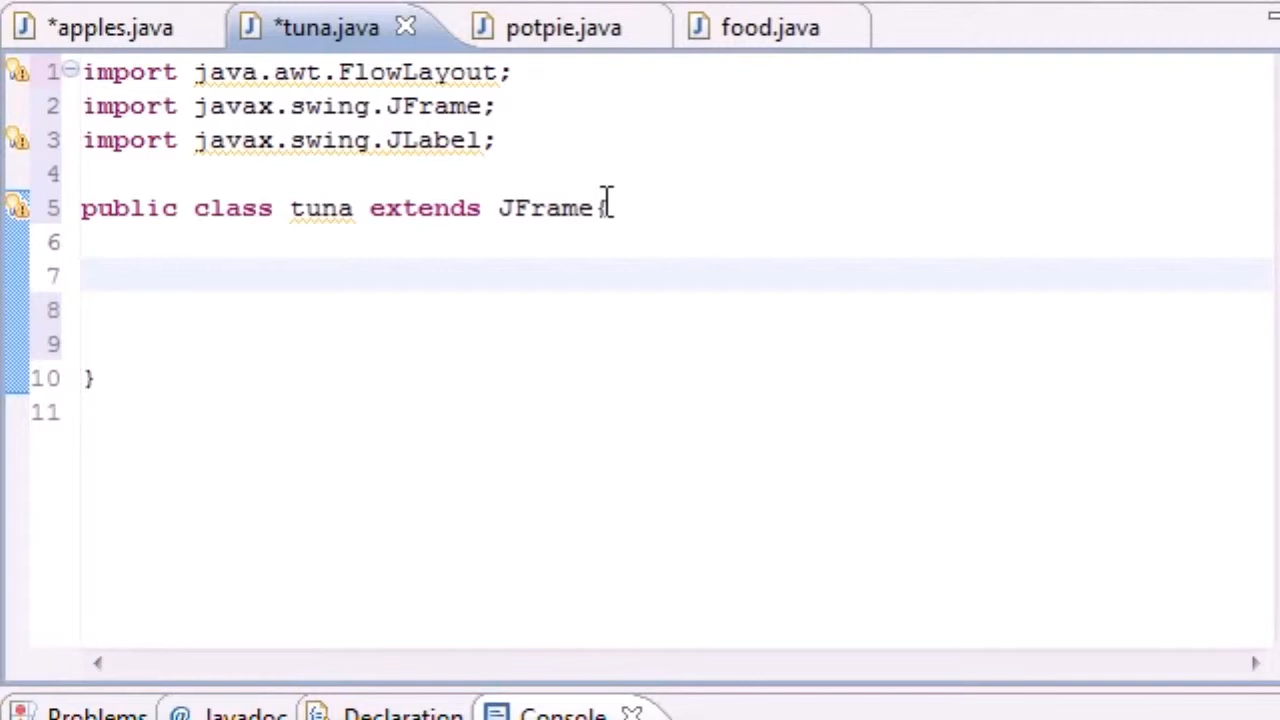 *apples.java *tuna.java potpie.java food.java
1 import java.awt.FlowLayout;
2 import javax.swing.JFrame;
3 import javax.swing.JLabel;
4
5 public class tuna extends JFrame{
6
7
8
9
10 }
11
Problems @ Javadoc Declaration Console